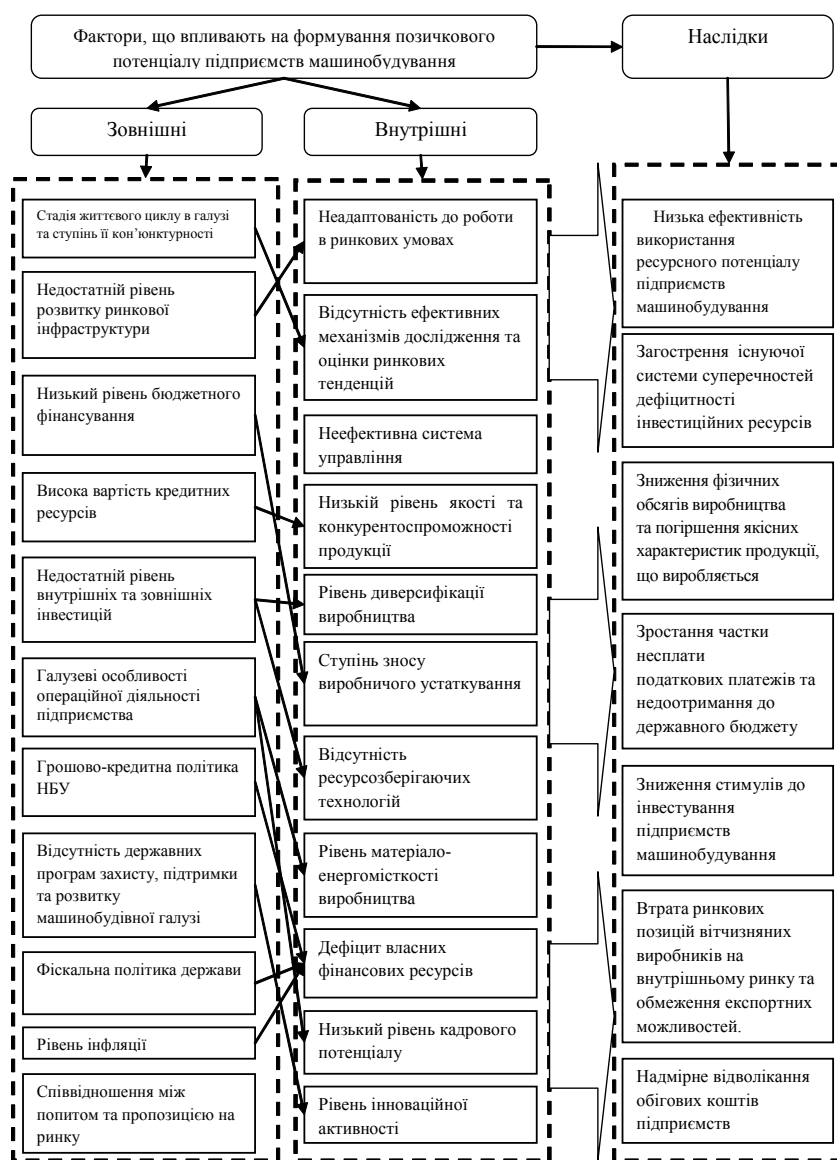 Фактори, що впливають на формування позичкового
потенціалу підприємств машинобудування
Наслідки
Зовнішні
Внутрішні
Стадія життєвого циклу в галузі
та ступінь її кон’юнктурності
Недостатній рівень
розвитку ринкової
інфраструктури
Низький рівень бюджетного
фінансування
Висока вартість кредитних
ресурсів
Недостатній рівень
внутрішніх та зовнішніх
інвестицій
Галузеві особливості
операційної діяльності
підприємства
Грошово-кредитна політика
НБУ
Відсутність державних
програм захисту, підтримки
та розвитку
машинобудівної галузі
Фіскальна політика держави
Рівень інфляції
Співвідношення між
попитом та пропозицією на
ринку
Неадаптованість до роботи
в ринкових умовах
Відсутність ефективних
механізмів дослідження та
оцінки ринкових
тенденцій
Неефективна система
управління
Низькій рівень якості та
конкурентоспроможності
продукції
Рівень диверсифікації
виробництва
Ступінь зносу
виробничого устаткування
Відсутність
ресурсозберігаючих
технологій
Рівень матеріало-
енергомісткості
виробництва
Дефіцит власних
фінансових ресурсів
Низький рівень кадрового
потенціалу
Рівень інноваційної
активності
Низька ефективність
використання
ресурсного потенціалу
підприємств
машинобудування
Загострення існуючої
системи суперечностей
дефіцитності
інвестиційних ресурсів
Зниження фізичних
обсягів виробництва
та погіршення якісних
характеристик продукції,
що виробляється
Зростання частки
несплати
податкових платежів та
недоотримання до
державного бюджету
Зниження стимулів до
інвестування
підприємств
машинобудування
Втрата ринкових
позицій вітчизняних
виробників на
внутрішньому ринку та
обмеження експортних
можливостей.
Надмірне відволікання
обігових коштів
підприємств